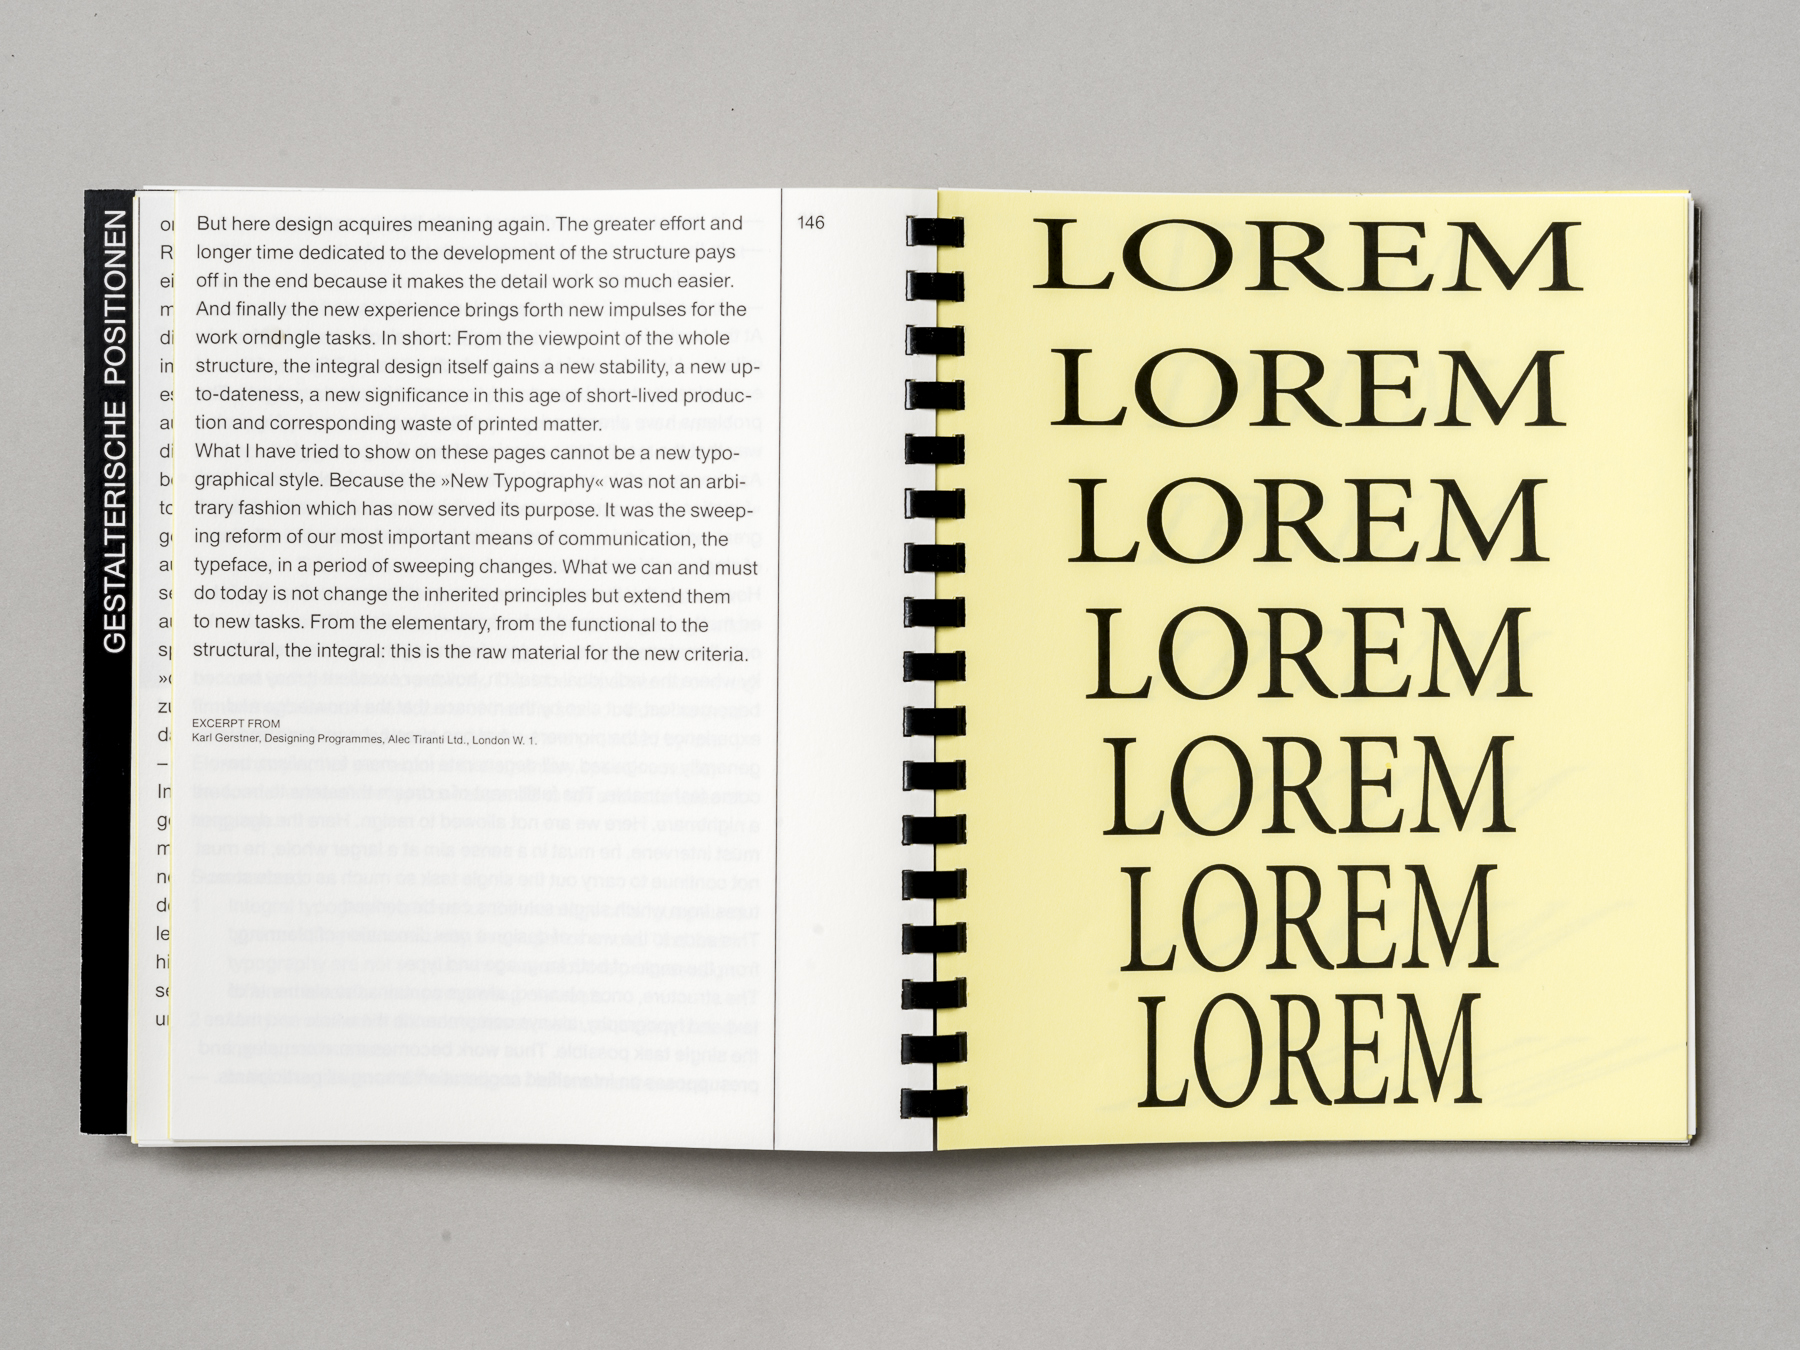 GESTALTERISCHE POSITIONEN
But here design acquires meaning again. The greater effort and
longer time dedicated to the development of the structure pays
off in the end because it makes the detail work so much easier.
And finally the new experience brings forth new impulses for the
work orndngle tasks. In short: From the viewpoint of the whole
structure, the integral design itself gains a new stability, a new up-
to-dateness, a new significance in this age of short-lived produc-
tion and corresponding waste of printed matter.
What I have tried to show on these pages cannot be a new typo-
graphical style. Because the »New Typography« was not an arbi-
trary fashion which has now served its purpose. It was the sweep-
ing reform of our most important means of communication, the
typeface, in a period of sweeping changes. What we can and must
do today is not change the inherited principles but extend them
to new tasks. From the elementary, from the functional to the
structural, the integral: this is the raw material for the new criteria.
EXCERPT FROM
Karl Gerstner, Designing Programmes, Alec Tiranti Ltd., London W. 1.
146
LOREM
LOREM
LOREM
LOREM
LOREM
LOREM
LOREM